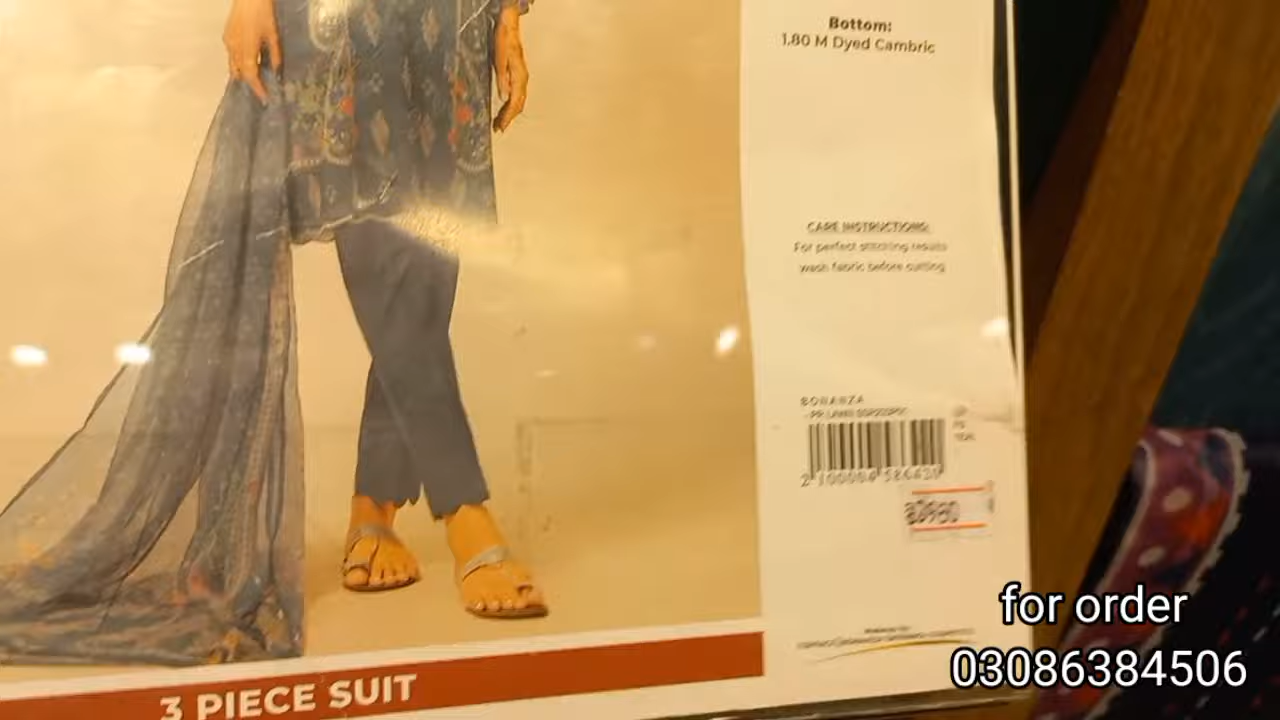 Bottom:
1.80 M Dyed Cambric
CARE INSTRUCTIONS:
For perfect stitching results
wash fabric before cutting
BONANZA
3 PIECE SUIT
for order
03086384506